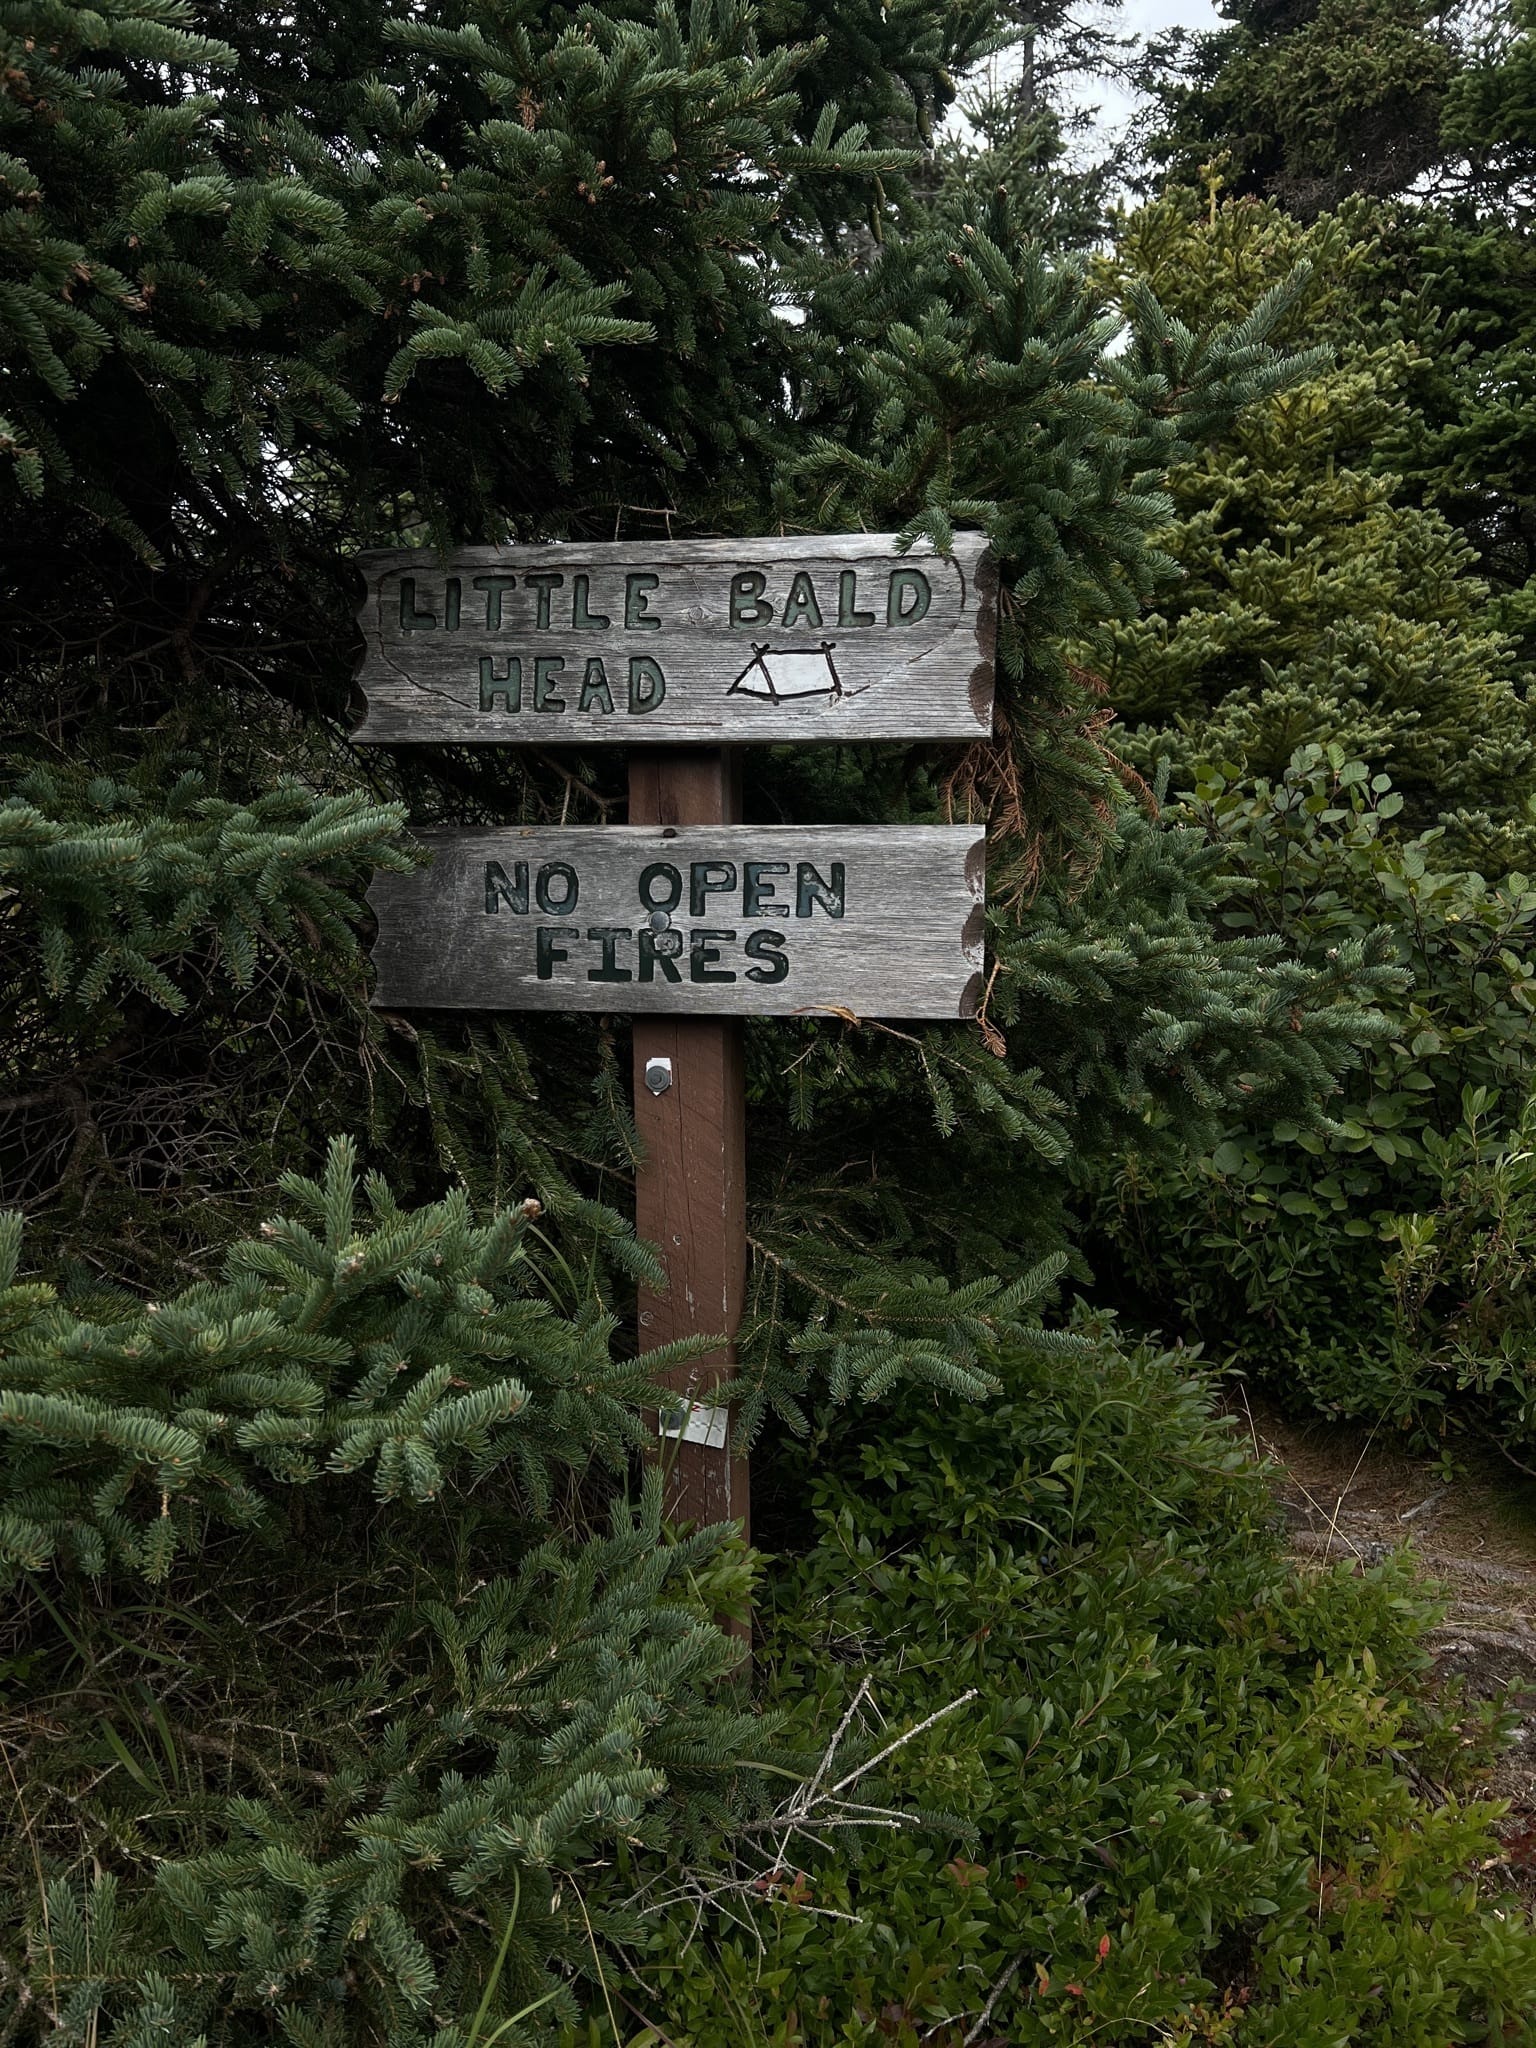 LITTLE BALD
HEAD
NO OPEN
FIRES